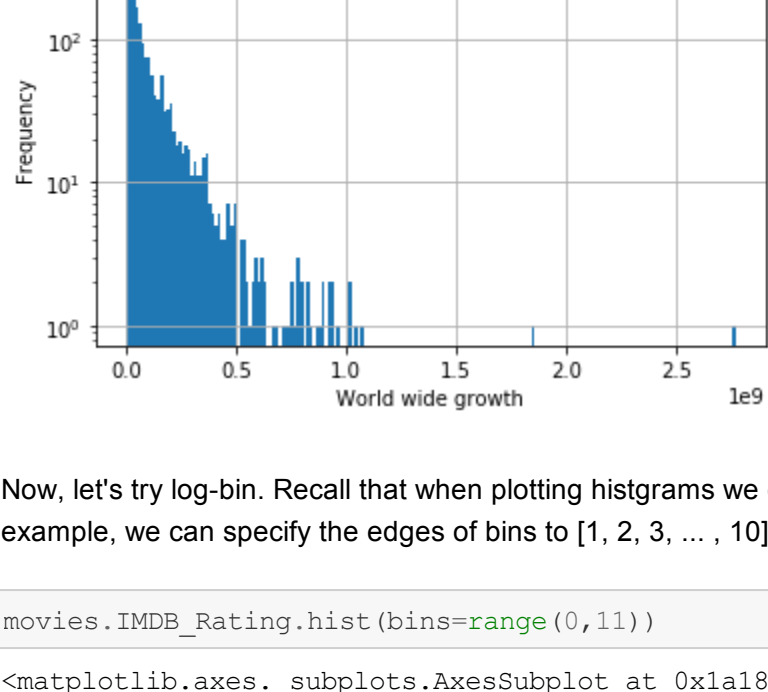 10²
Frequency
10¹
10⁰
0.0 0.5 1.0 1.5 2.0 2.5
World wide growth
1e9
Now, let's try log-bin. Recall that when plotting histgrams we
example, we can specify the edges of bins to [1, 2, 3, ... , 10]
movies.IMDB_Rating.hist(bins=range(0,11))
<matplotlib.axes._subplots.AxesSubplot at 0x1a18